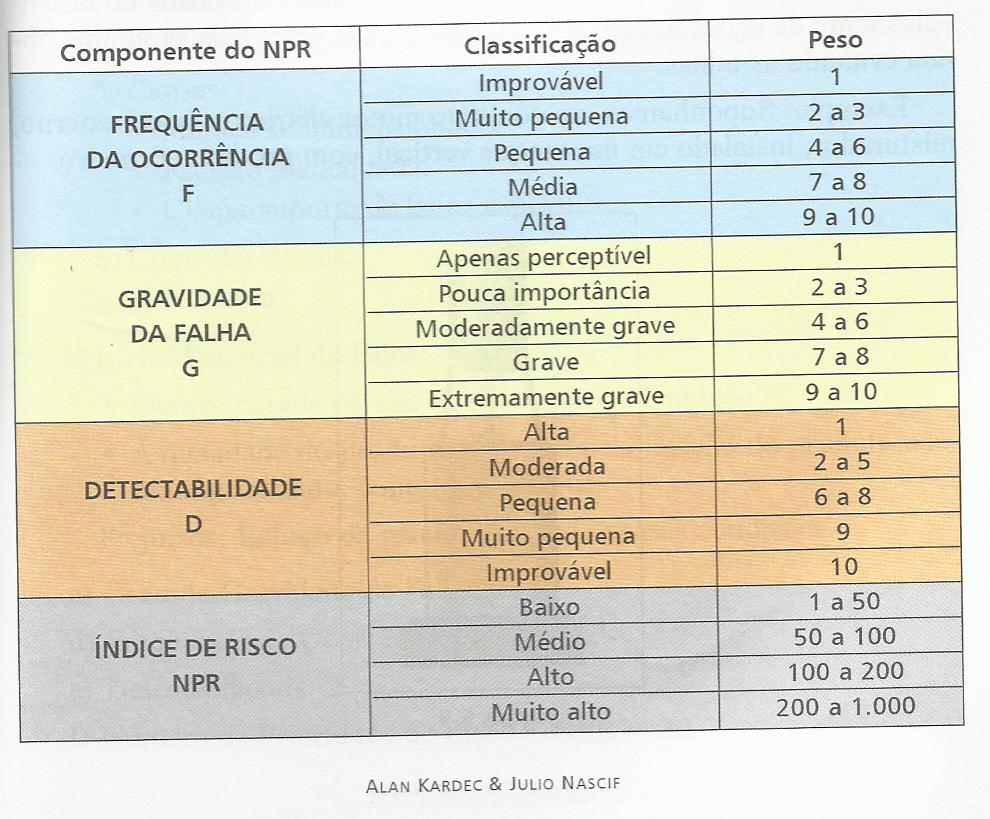 Componente do NPR Classificação Peso
FREQUÊNCIA DA OCORRÊNCIA F
Improvável 1
Muito pequena 2 a 3
Pequena 4 a 6
Média 7 a 8
Alta 9 a 10
GRAVIDADE DA FALHA G
Apenas perceptível 1
Pouca importância 2 a 3
Moderadamente grave 4 a 6
Grave 7 a 8
Extremamente grave 9 a 10
DETECTABILIDADE D
Alta 1
Moderada 2 a 5
Pequena 6 a 8
Muito pequena 9
Improvável 10
ÍNDICE DE RISCO NPR
Baixo 1 a 50
Médio 50 a 100
Alto 100 a 200
Muito alto 200 a 1.000
ALAN KARDEC & JULIO NASCIF